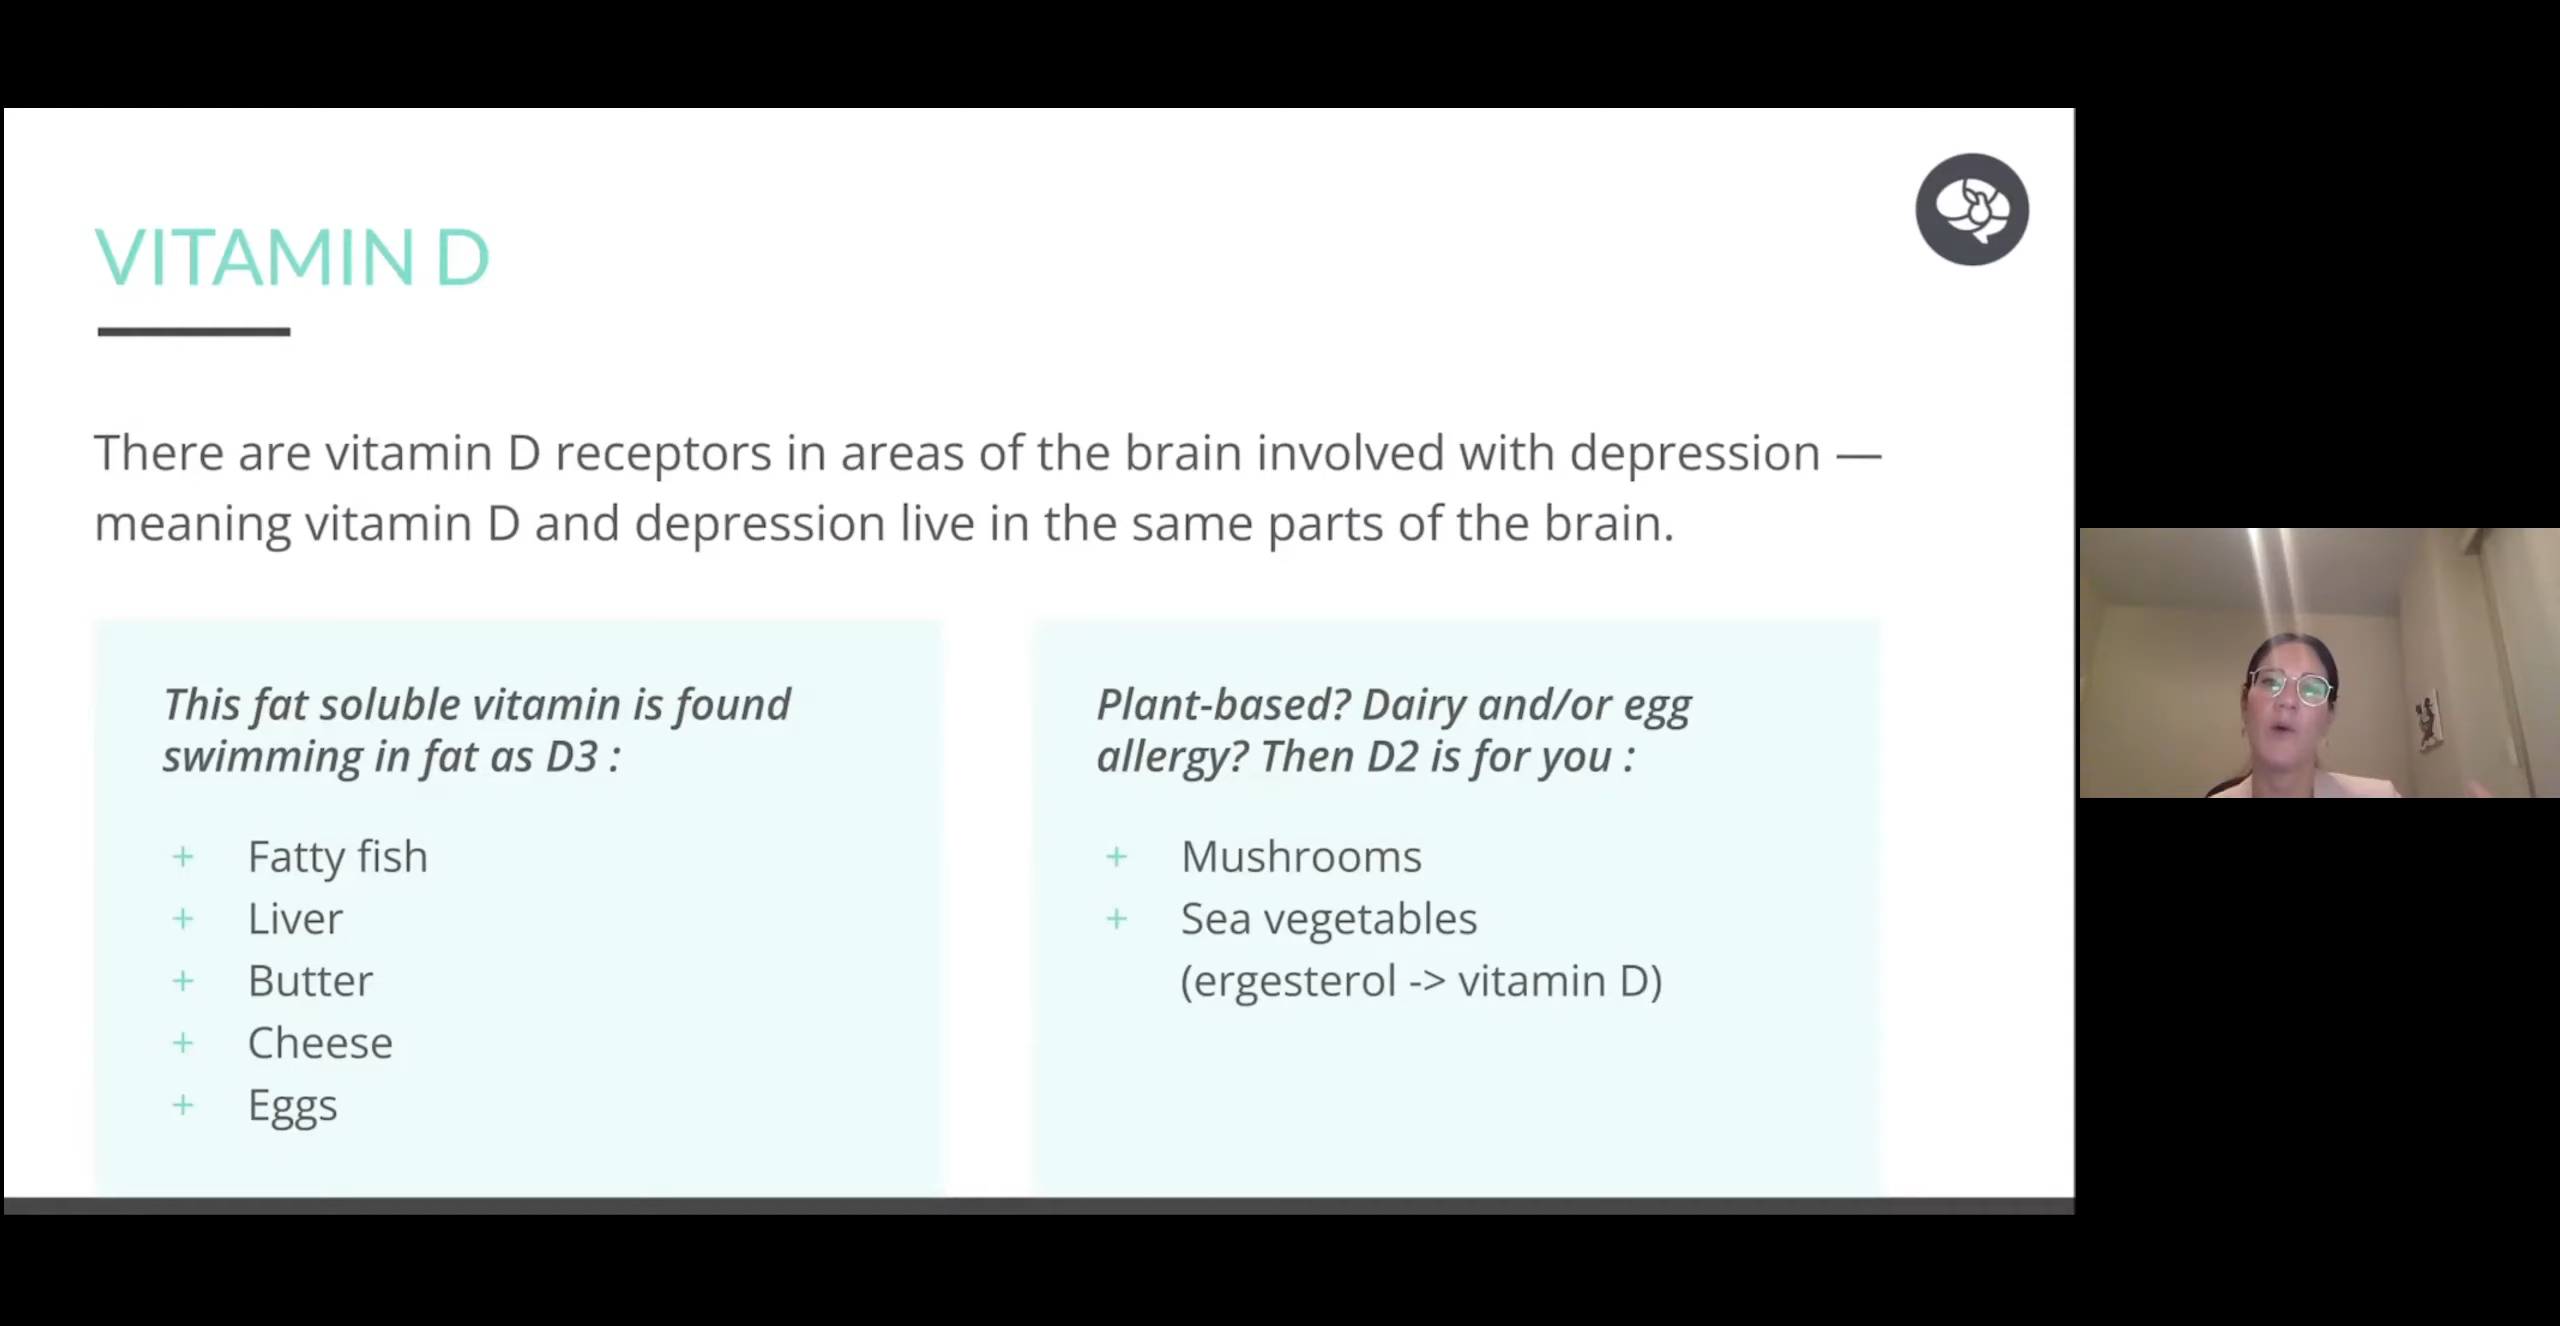 VITAMIN D
There are vitamin D receptors in areas of the brain involved with depression —
meaning vitamin D and depression live in the same parts of the brain.
This fat soluble vitamin is found
swimming in fat as D3 :
+ Fatty fish
+ Liver
+ Butter
+ Cheese
+ Eggs
Plant-based? Dairy and/or egg
allergy? Then D2 is for you :
+ Mushrooms
+ Sea vegetables
(ergesterol -> vitamin D)